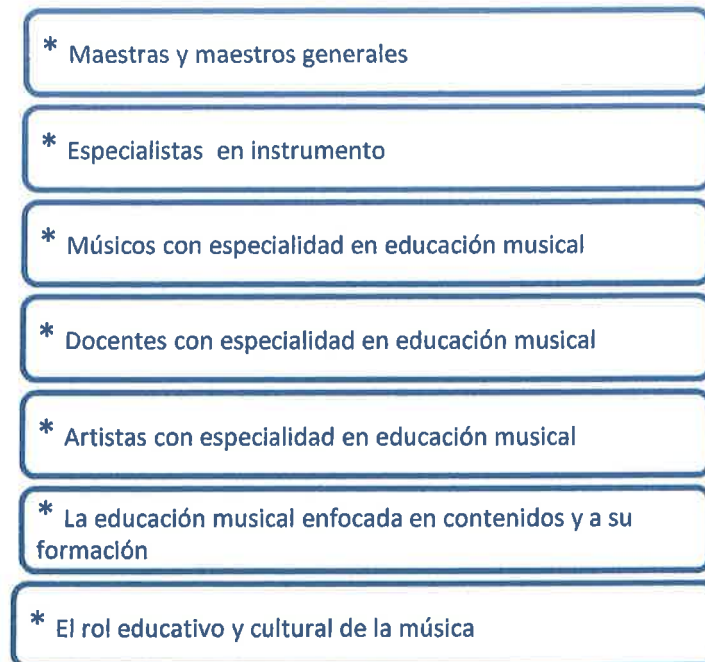 * Maestras y maestros generales
* Especialistas en instrumento
* Músicos con especialidad en educación musical
* Docentes con especialidad en educación musical
* Artistas con especialidad en educación musical
* La educación musical enfocada en contenidos y a su
formación
* El rol educativo y cultural de la música